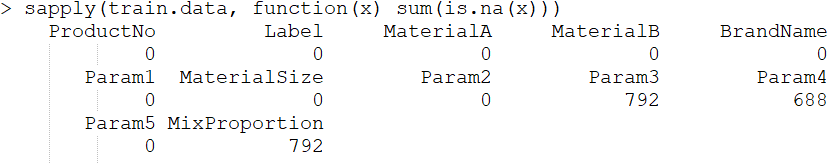 > sapply(train.data, function(x) sum(is.na(x)))
ProductNo Label MaterialA MaterialB BrandName
0 0 0 0 0
Param1 MaterialSize Param2 Param3 Param4
0 0 0 792 688
Param5 MixProportion
0 792